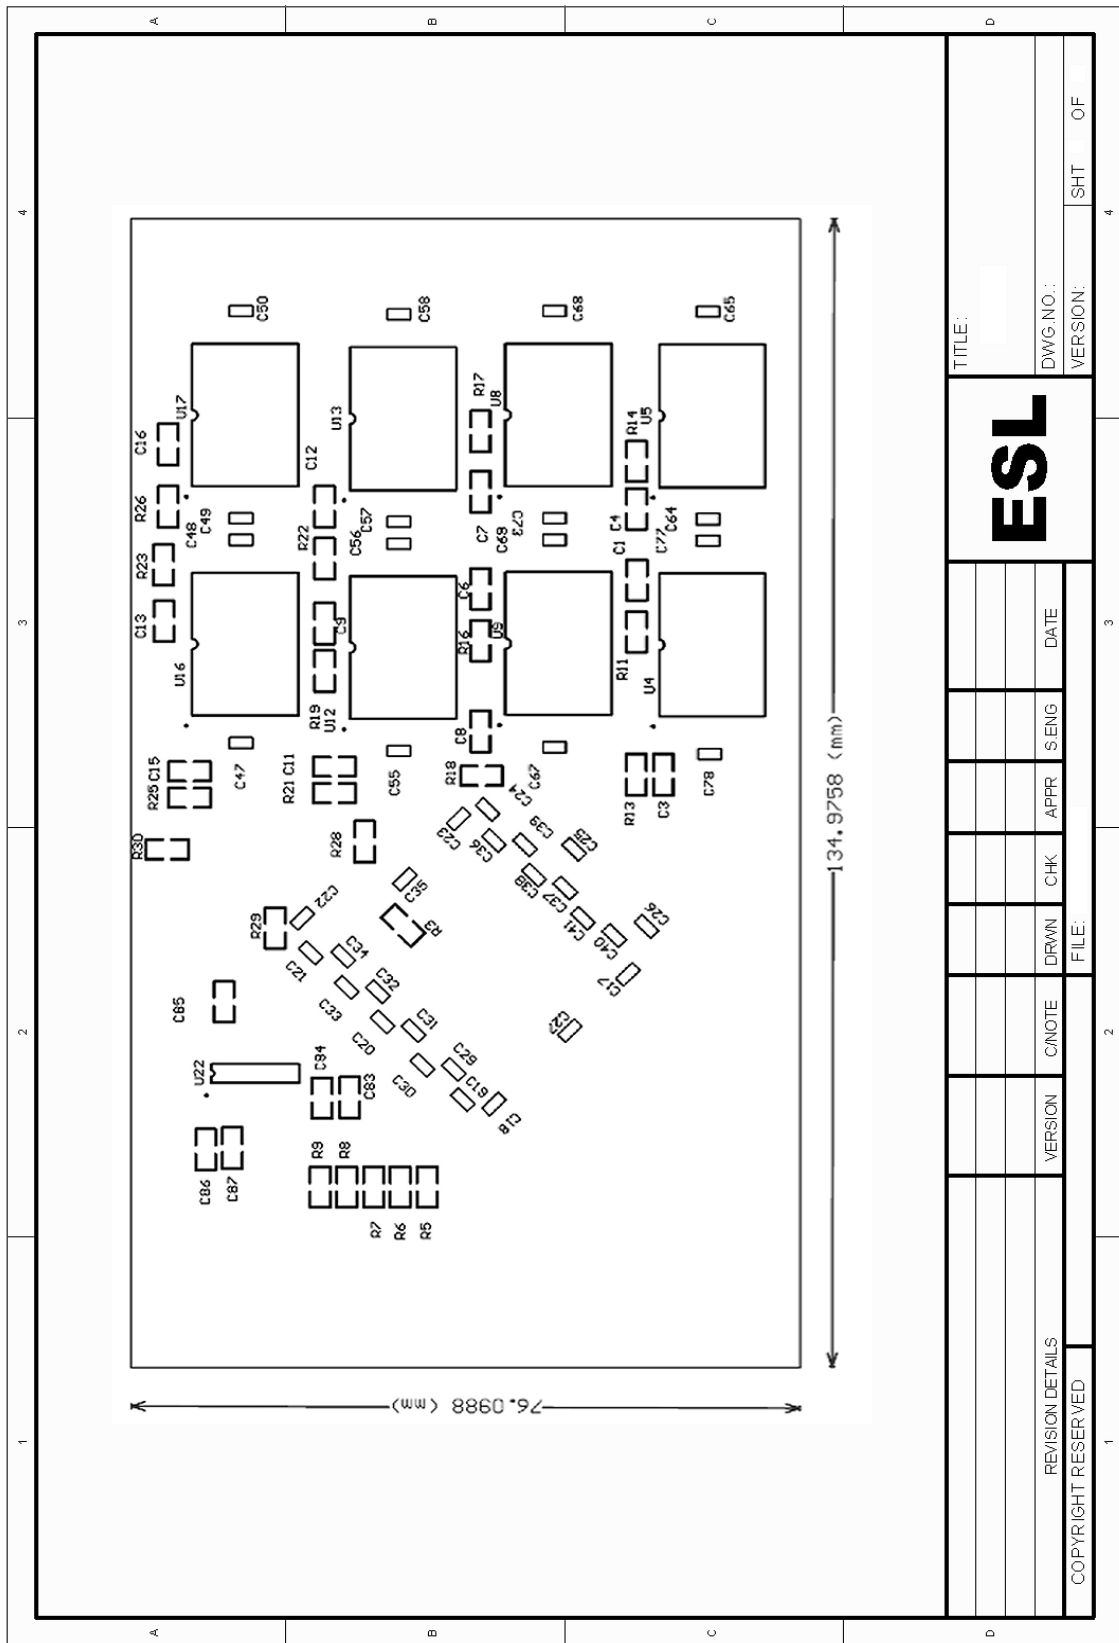 A B C D
4
C50
C58
C68
C65
C16
U17
U13
R17
U8
R14
U5
C12
R26
R22
C48
C49
C56
C57
C7
C69
C73
C4
C1
C77
C64
R23
C13
U16
C9
R19
U12
C6
R16
U9
R11
U4
C8
R25
C15
C47
R21
C11
C55
R18
C67
R13
C3
C78
R30
R28
C23
C24
C36
C39
C25
C38
C37
C41
C40
C26
C17
C27
R29
C22
C35
R3
C21
C34
C33
C32
C20
C31
C30
C29
C19
C18
C85
U22
C84
C83
C86
C87
R9
R8
R7
R6
R5
134.9758 (mm)
76.0988 (mm)
3
2
1
A B C D
4
3
2
1
TITLE:
DWG.NO.:
VERSION:
SHT OF
ESL
REVISION DETAILS
VERSION
C/NOTE
DRWN
CHK
APPR
S.ENG
DATE
COPYRIGHT RESERVED
FILE: